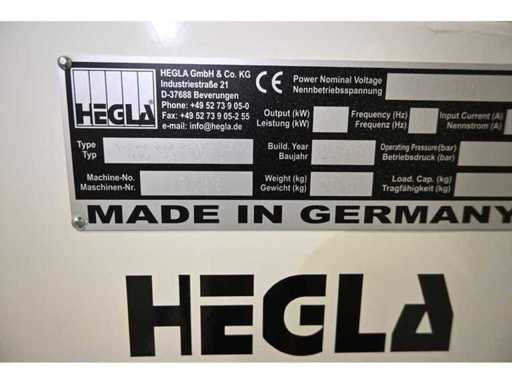 HEGLA
HEGLA GmbH & Co. KG
Industriestraße 21
D-37688 Beverungen
Phone: +49 52 73 9 05-0
Fax: +49 52 73 9 05-2 55
e-mail: info@hegla.de
CE
Power Nominal Voltage
Nennbetriebsspannung
Output (kW)
Leistung (kW)
Frequency (Hz)
Frequenz (Hz)
Input Current (A)
Nennstrom (A)
Type
Typ
Build. Year
Baujahr
Operating Pressure (bar)
Betriebsdruck (bar)
Machine-No.
Maschinen-Nr.
Weight (kg)
Gewicht (kg)
Load. Cap. (kg)
Tragfähigkeit (kg)
MADE IN GERMANY
HEGLA